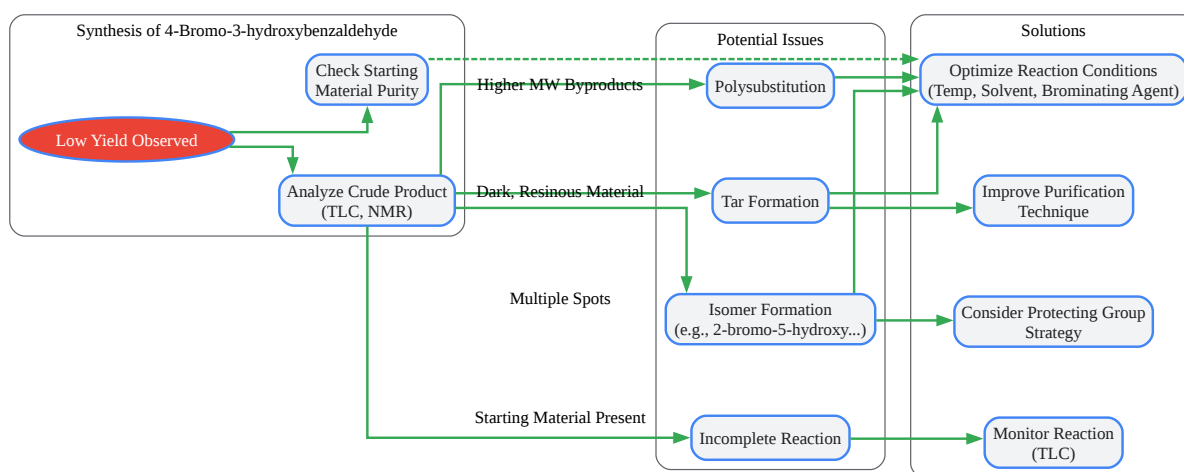 Synthesis of 4-Bromo-3-hydroxybenzaldehyde
Potential Issues
Solutions
Check Starting
Material Purity
Low Yield Observed
Analyze Crude Product
(TLC, NMR)
Higher MW Byproducts
Dark, Resinous Material
Multiple Spots
Starting Material Present
Polysubstitution
Tar Formation
Isomer Formation
(e.g., 2-bromo-5-hydroxy...)
Incomplete Reaction
Optimize Reaction Conditions
(Temp, Solvent, Brominating Agent)
Improve Purification
Technique
Consider Protecting Group
Strategy
Monitor Reaction
(TLC)